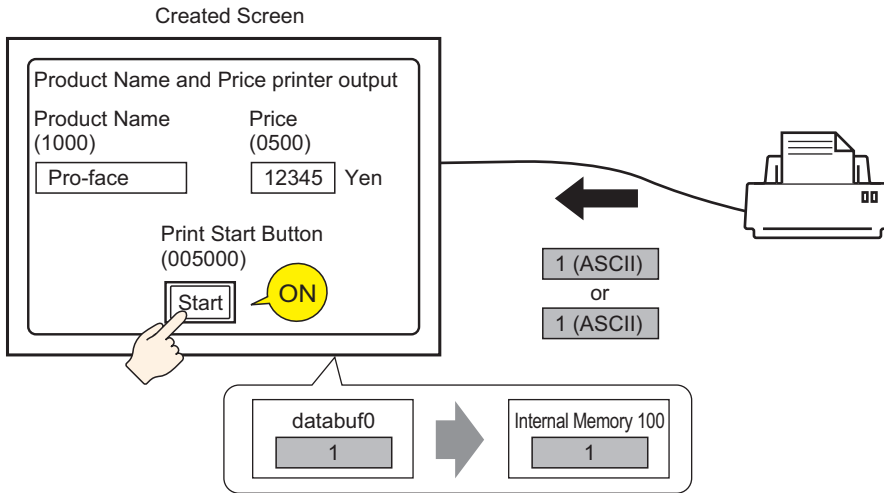 Created Screen
Product Name and Price printer output
Product Name
(1000)
Price
(0500)
Pro-face
12345 Yen
Print Start Button
(005000)
Start
ON
1 (ASCII)
or
1 (ASCII)
databuf0
1
Internal Memory 100
1